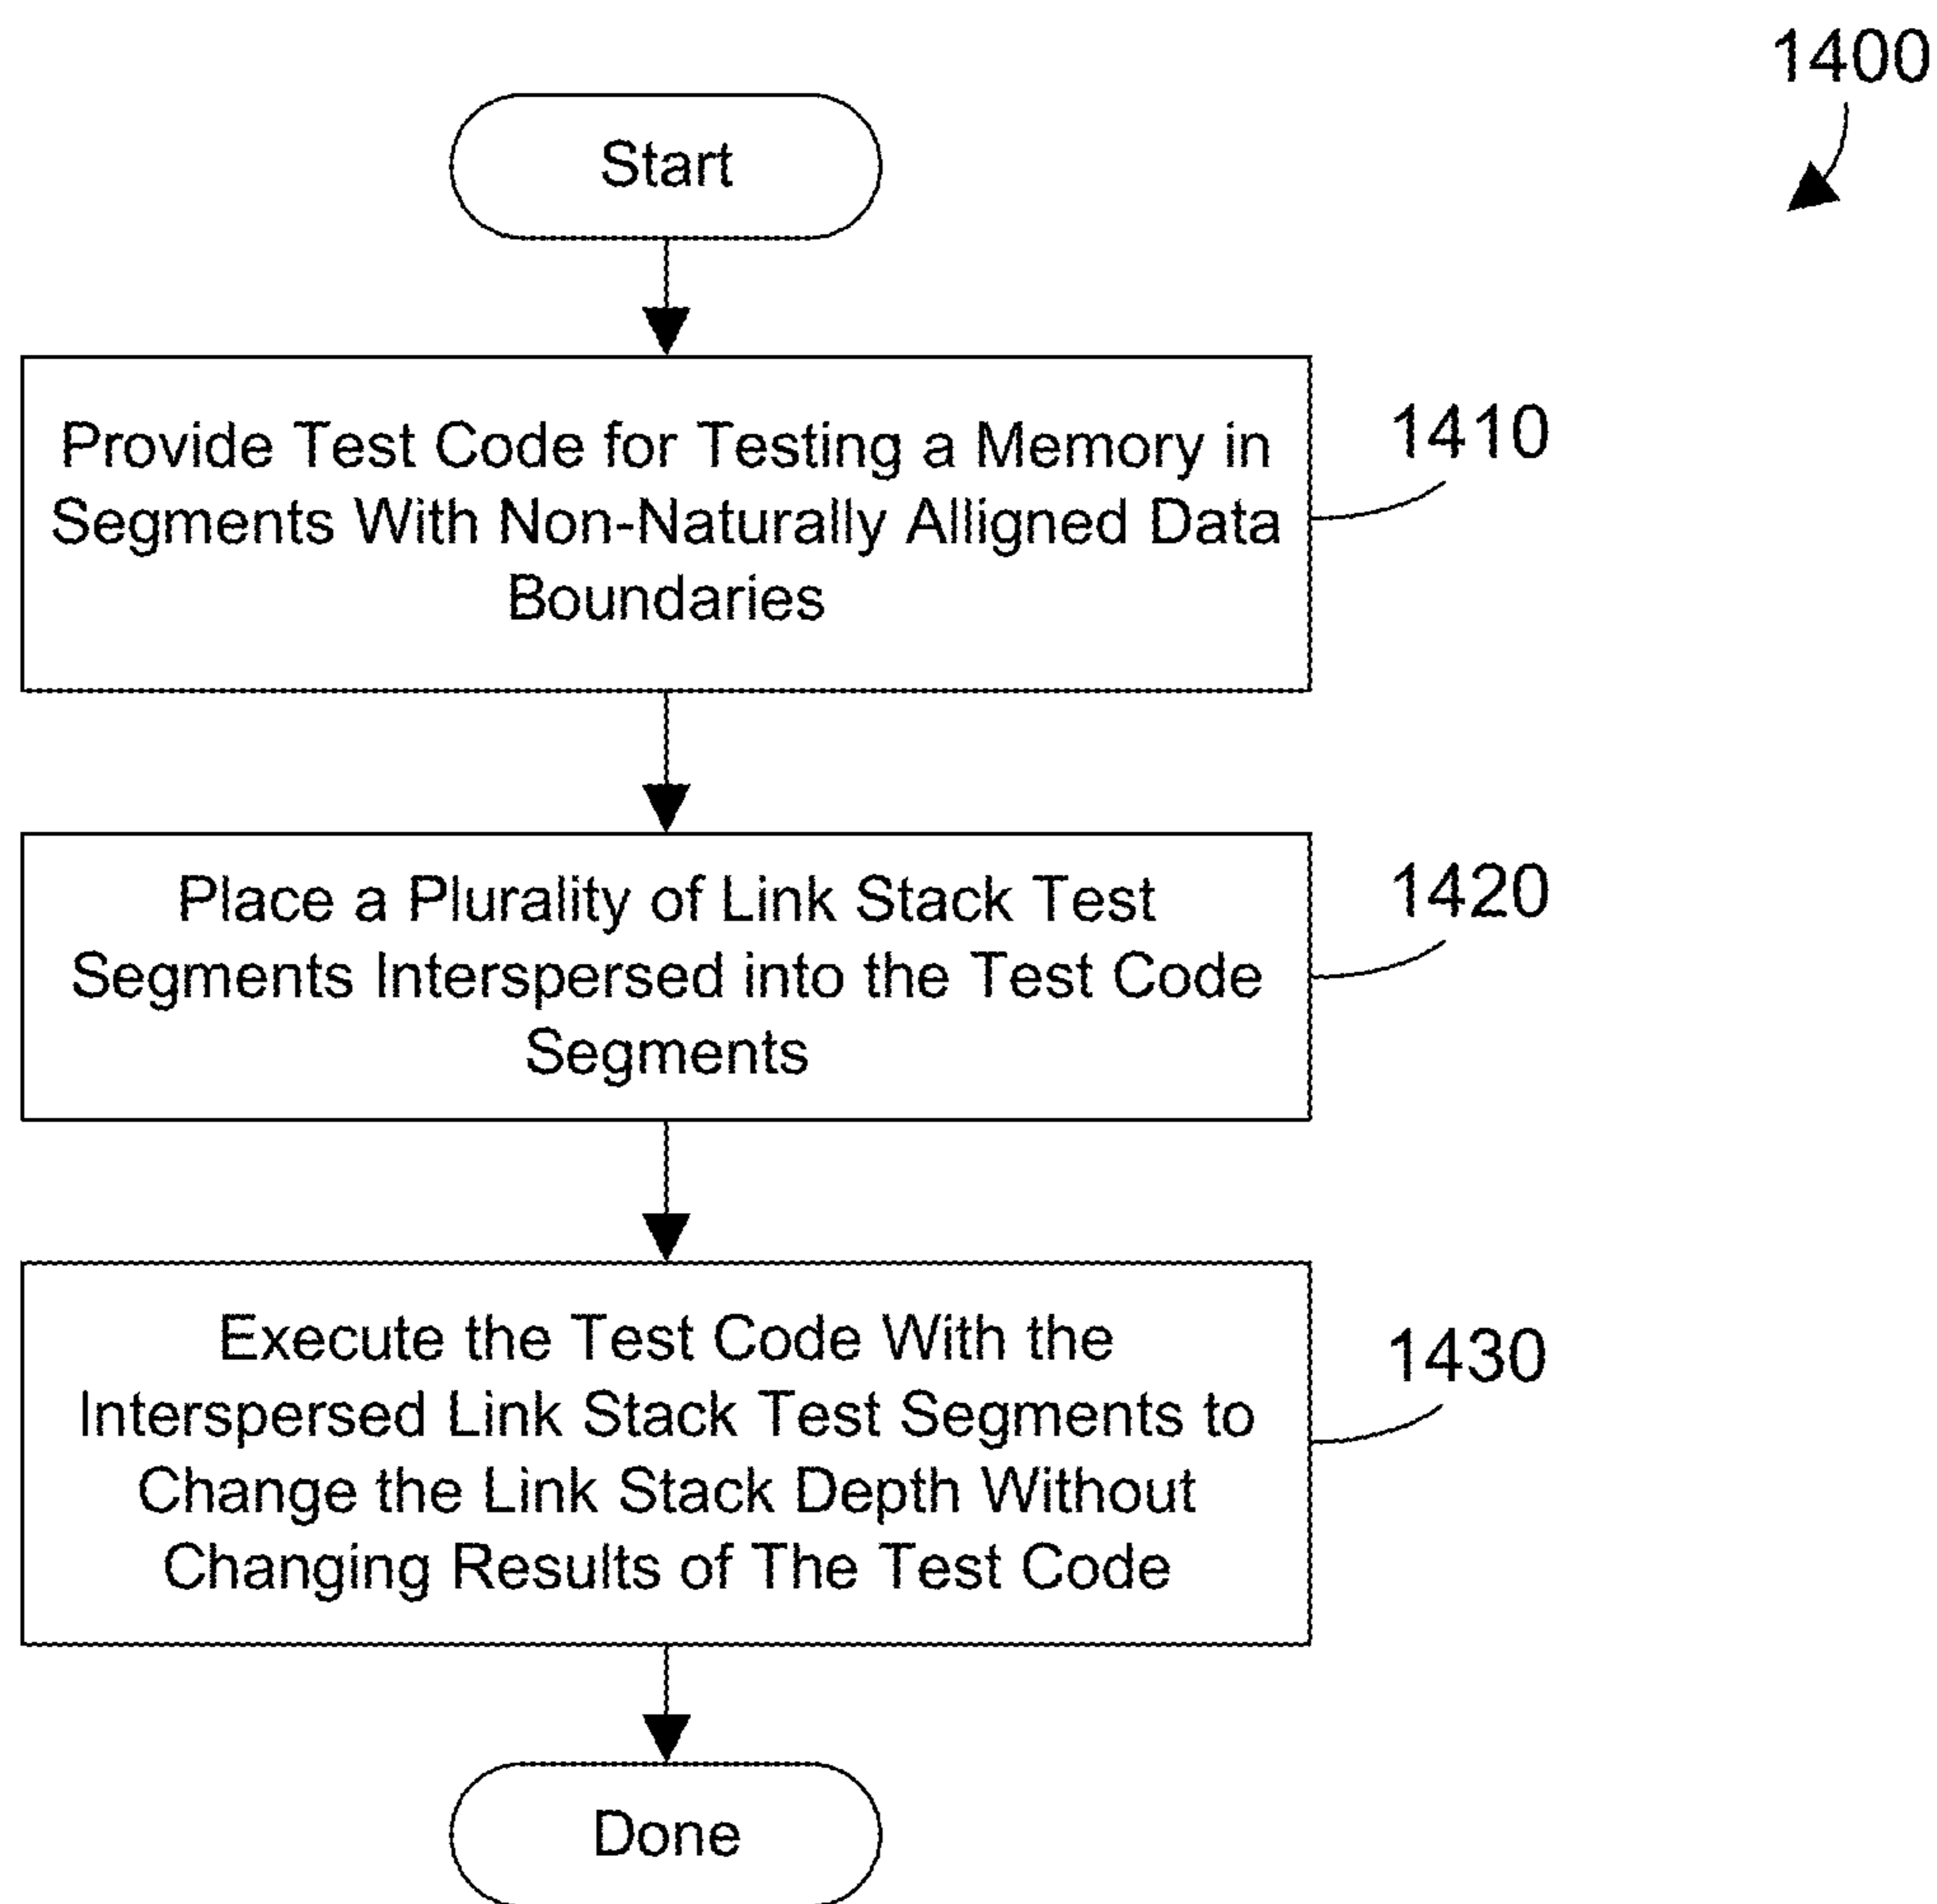 1400
Start
Provide Test Code for Testing a Memory in
Segments With Non-Naturally Alligned Data
Boundaries
1410
Place a Plurality of Link Stack Test
Segments Interspersed into the Test Code
Segments
1420
Execute the Test Code With the
Interspersed Link Stack Test Segments to
Change the Link Stack Depth Without
Changing Results of The Test Code
1430
Done